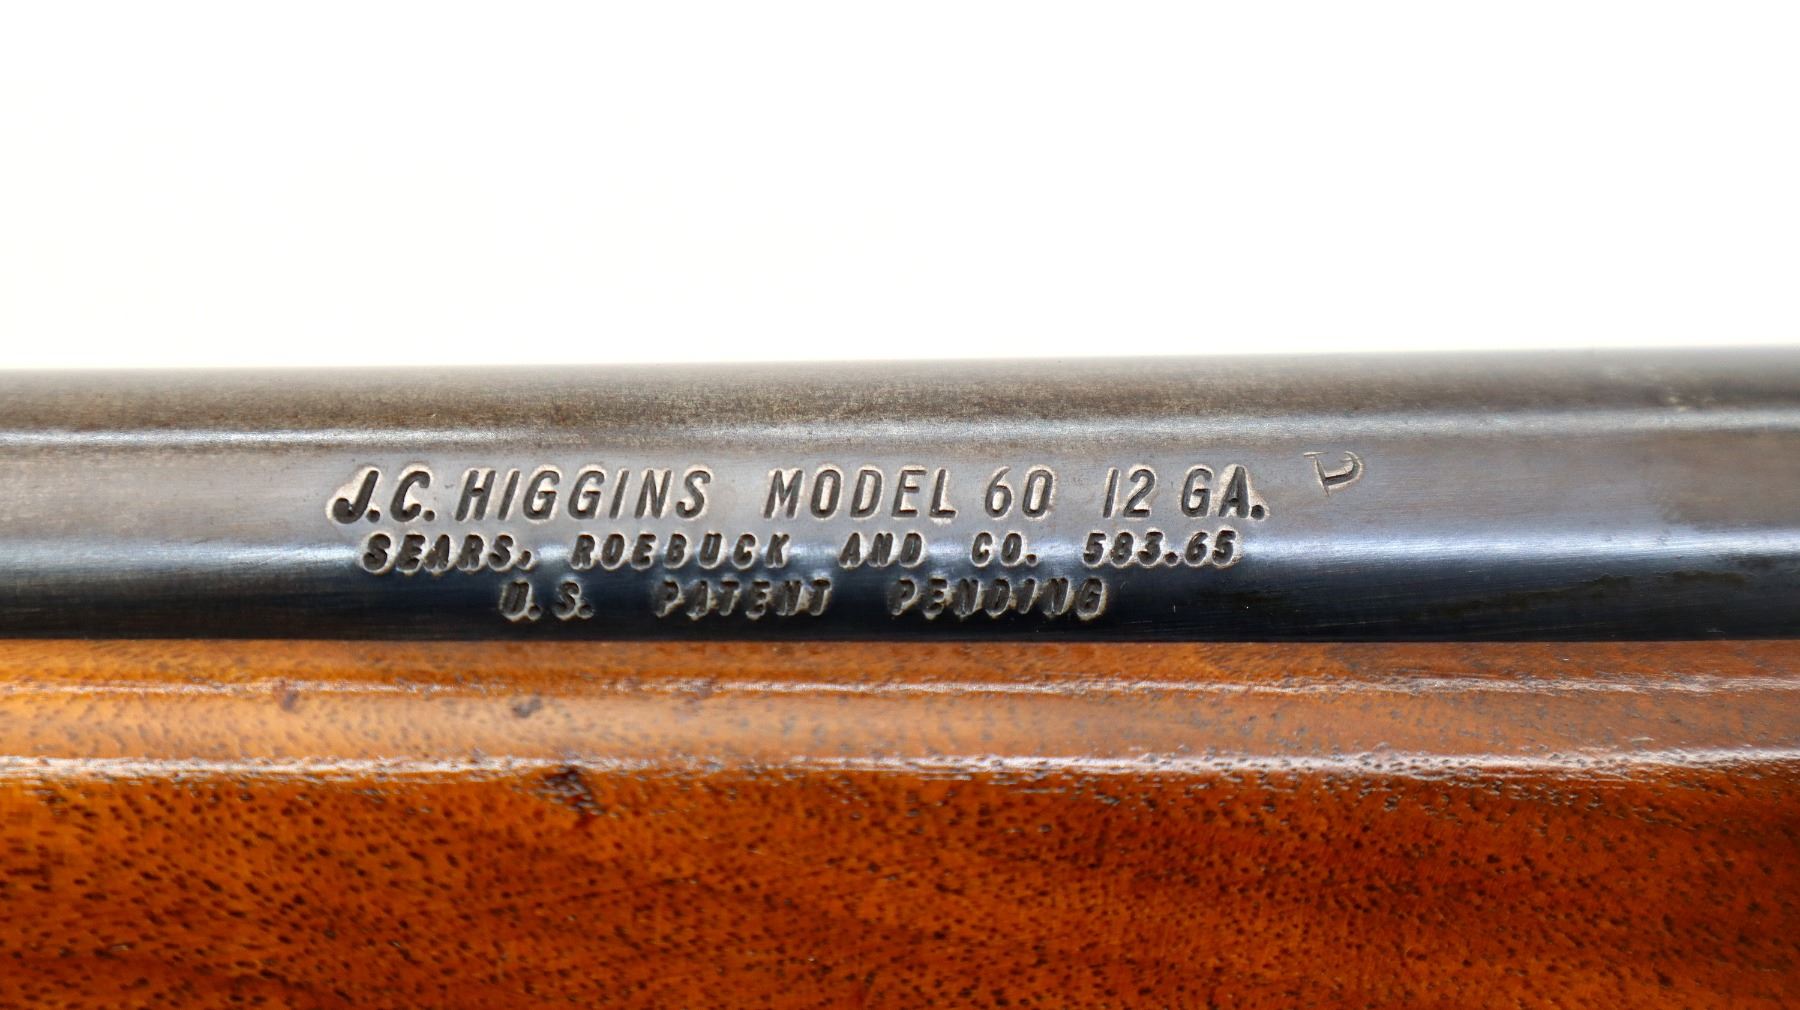 J.C. HIGGINS MODEL 60 12 GA.
SEARS, ROEBUCK AND CO. 583.65
U.S. PATENT PENDING